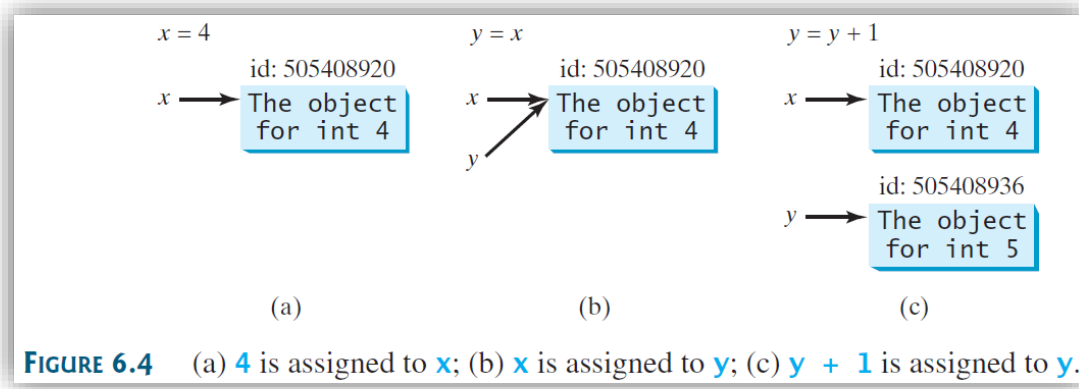 x = 4
id: 505408920
x
The object
for int 4
(a)
y = x
id: 505408920
x
The object
for int 4
y
(b)
y = y + 1
id: 505408920
x
The object
for int 4
id: 505408936
y
The object
for int 5
(c)
FIGURE 6.4 (a) 4 is assigned to x; (b) x is assigned to y; (c) y + 1 is assigned to y.